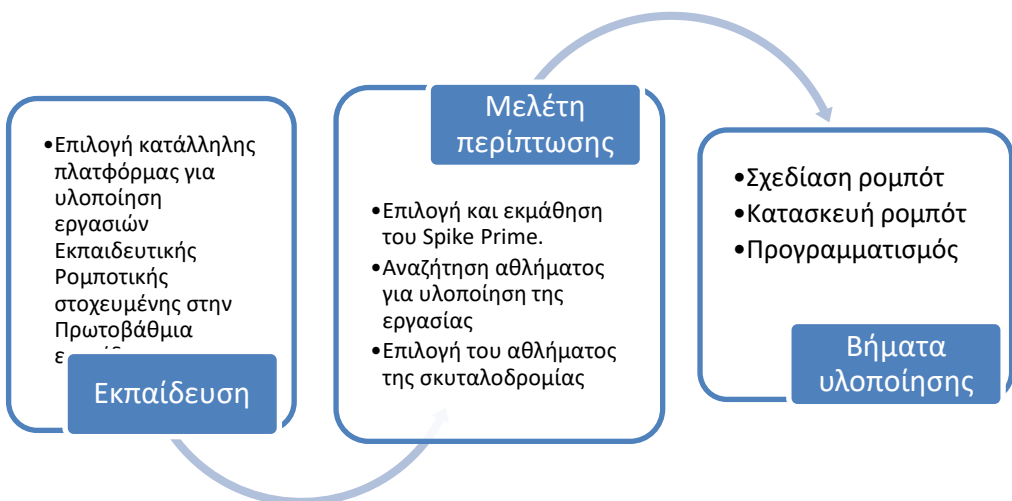 •Επιλογή κατάλληλης
πλατφόρμας για
υλοποίηση
εργασιών
Εκπαιδευτικής
Ρομποτικής
στοχευμένης στην
Πρωτοβάθμια
Εκπαίδευση
Μελέτη
περίπτωσης
•Επιλογή και εκμάθηση
του Spike Prime.
•Αναζήτηση αθλήματος
για υλοποίηση της
εργασίας
•Επιλογή του αθλήματος
της σκυταλοδρομίας
•Σχεδίαση ρομπότ
•Κατασκευή ρομπότ
•Προγραμματισμός
Βήματα
υλοποίησης